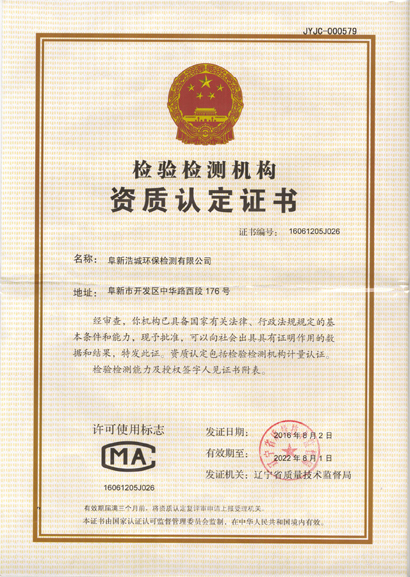 JYJC-000579
检验检测机构
资质认定证书
证书编号： 16061205J026
名称： 阜新浩诚环保检测有限公司
地址： 阜新市开发区中华路西段 176 号
经审查，你机构已具备国家有关法律、行政法规规定的基
本条件和能力，现予批准，可以向社会出具具有证明作用的数
据和结果，特发此证。资质认定包括检验检测机构计量认证。
检验检测能力及授权签字人见证书附表。
许可使用标志
MA
16061205J026
发证日期： 2016 年 8 月 2 日
有效期至： 2022 年 8 月 1 日
发证机关： 辽宁省质量技术监督局
有效期届满三个月前，将资质认定复评审申请上报受理机关。
本证书由国家认证认可监督管理委员会监制，在中华人民共和国境内有效。